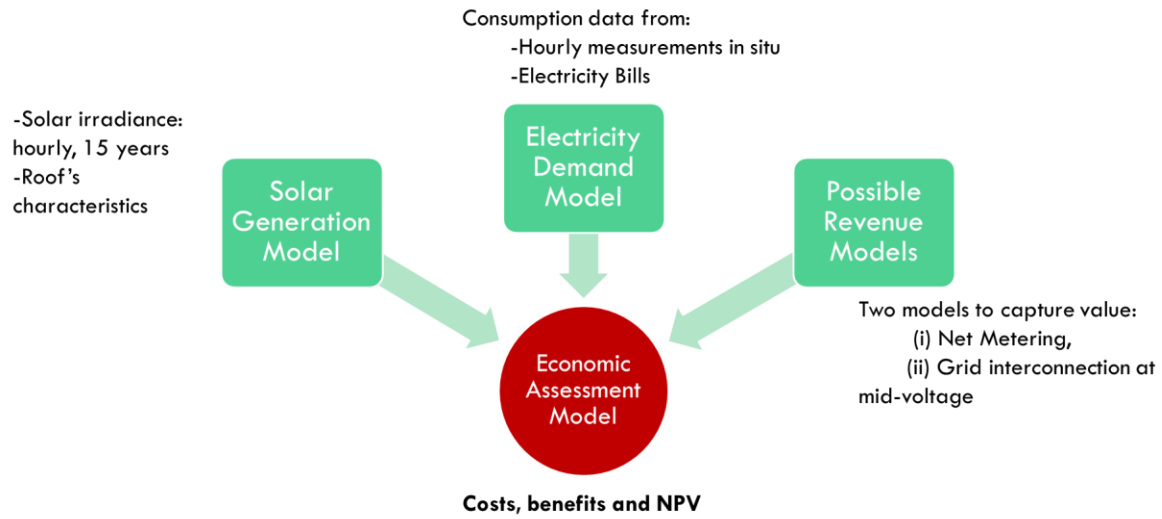 Consumption data from:
-Hourly measurements in situ
-Electricity Bills
-Solar irradiance:
hourly, 15 years
-Roof's
characteristics
Solar
Generation
Model
Electricity
Demand
Model
Possible
Revenue
Models
Two models to capture value:
(i) Net Metering,
(ii) Grid interconnection at
mid-voltage
Economic
Assessment
Model
Costs, benefits and NPV